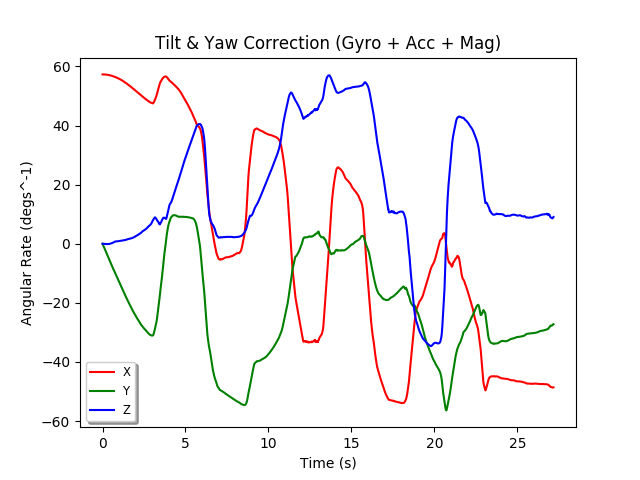 Tilt & Yaw Correction (Gyro + Acc + Mag)
Angular Rate (degs^-1)
60
40
20
0
−20
−40
−60
X
Y
Z
0
5
10
15
20
25
Time (s)